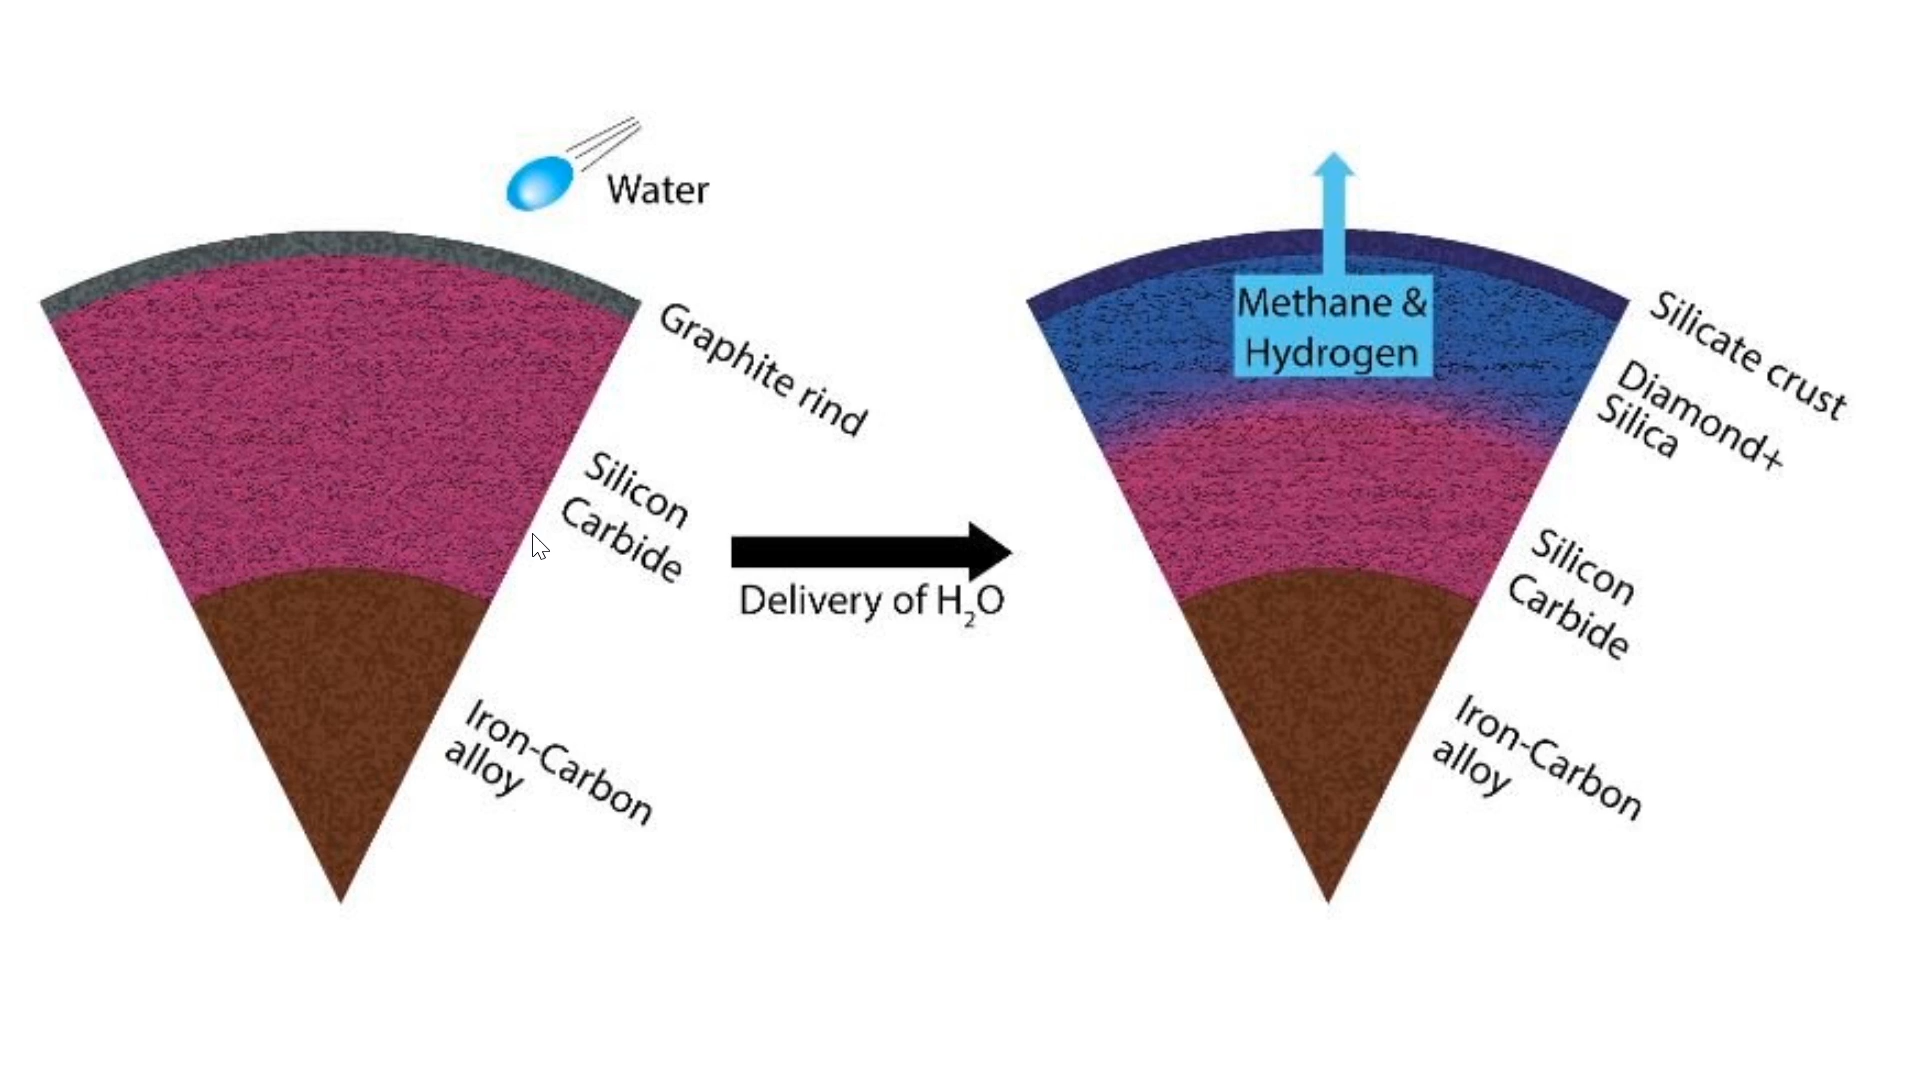 Water
Graphite rind
Silicon
Carbide
Iron-Carbon
alloy
Delivery of H₂O
Methane &
Hydrogen
Silicate crust
Diamond+
Silica
Silicon
Carbide
Iron-Carbon
alloy